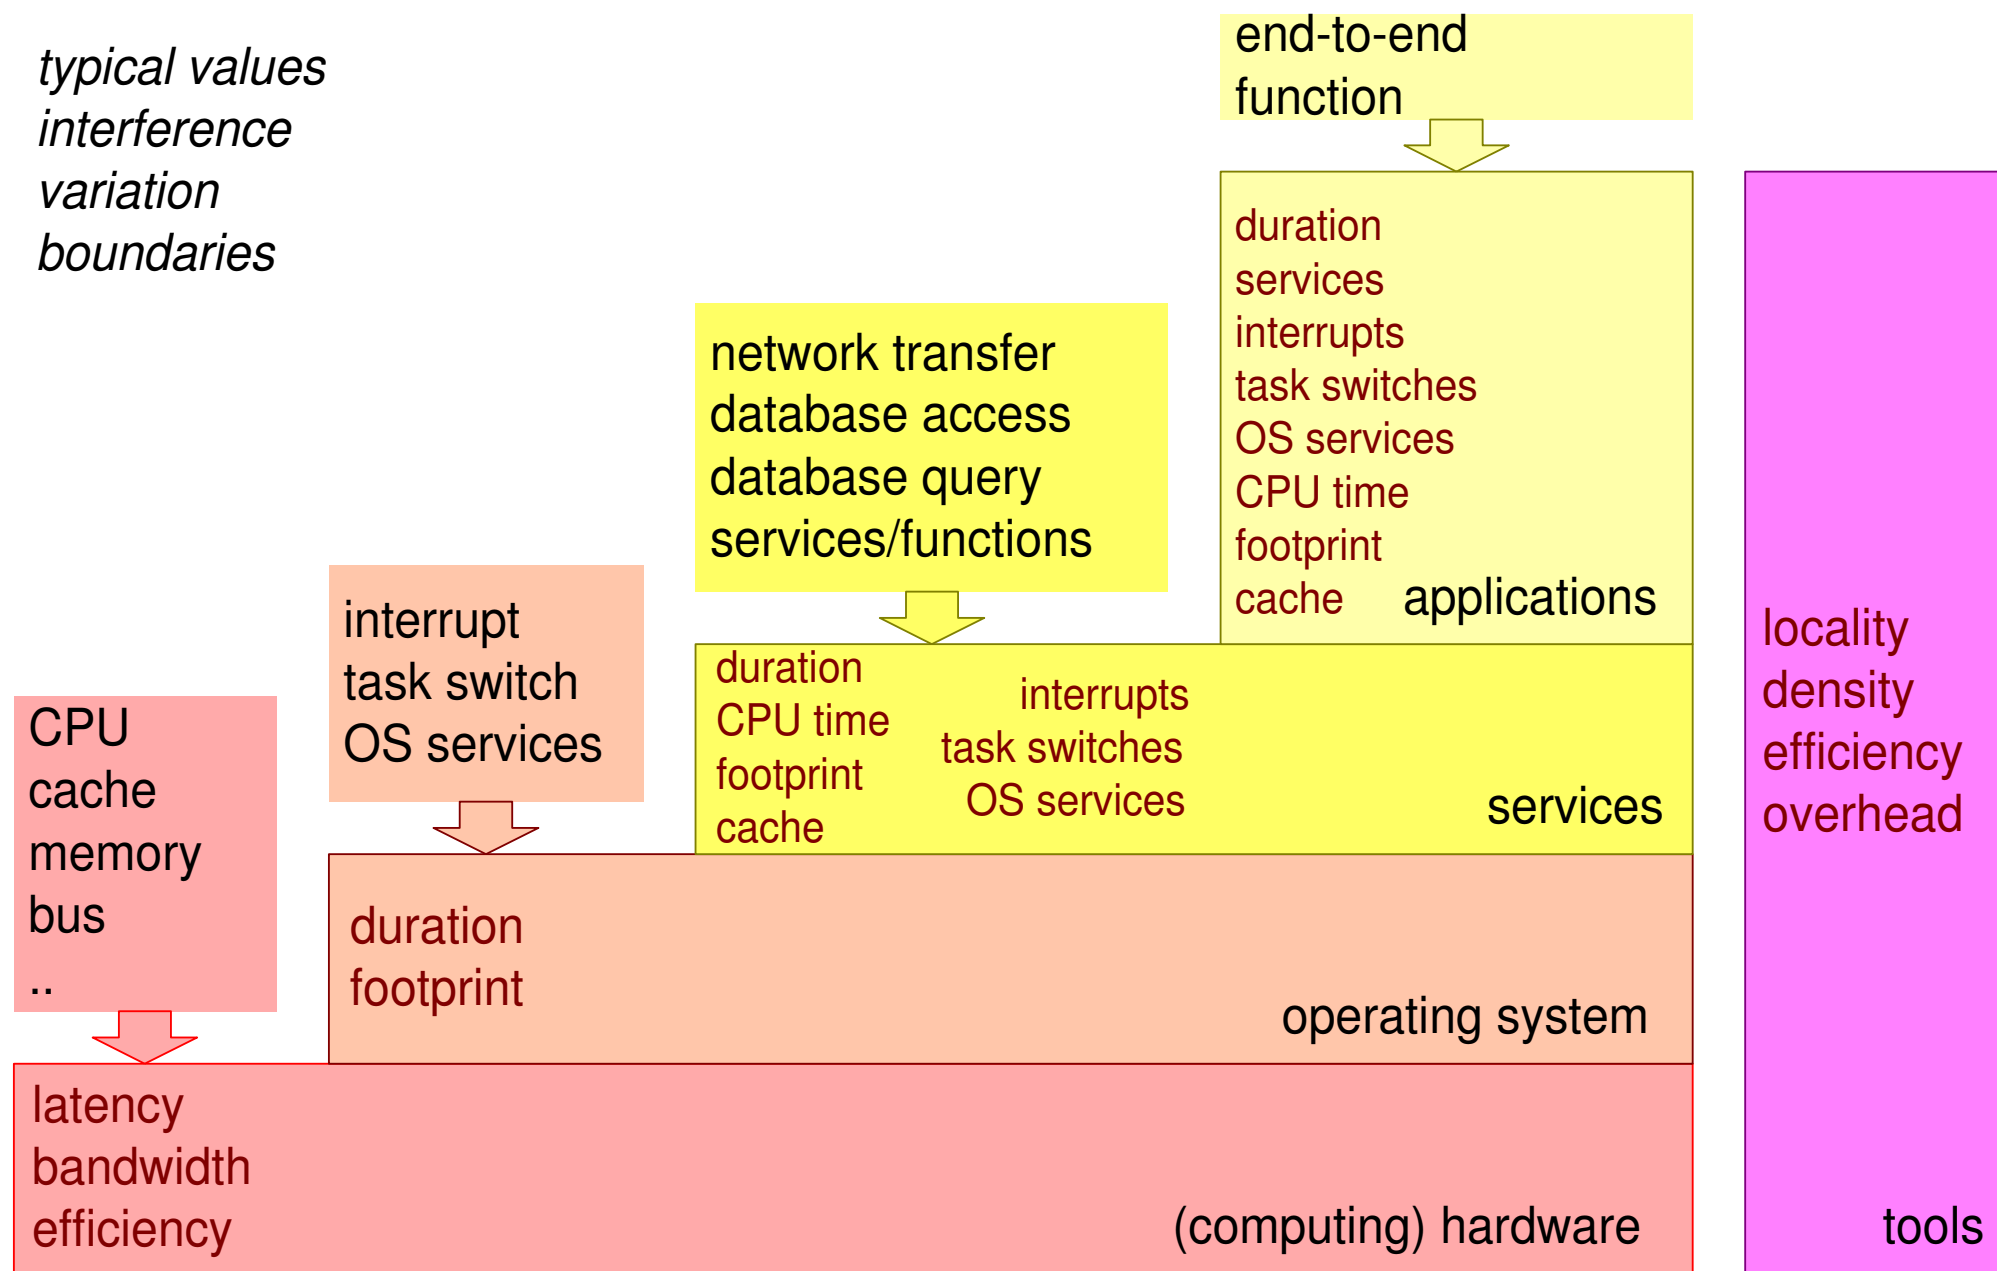 typical values
interference
variation
boundaries
end-to-end
function
duration
services
interrupts
task switches
OS services
CPU time
footprint
cache
applications
network transfer
database access
database query
services/functions
duration
CPU time
footprint
cache
interrupts
task switches
OS services
services
interrupt
task switch
OS services
duration
footprint
operating system
CPU
cache
memory
bus
..
latency
bandwidth
efficiency
(computing) hardware
locality
density
efficiency
overhead
tools